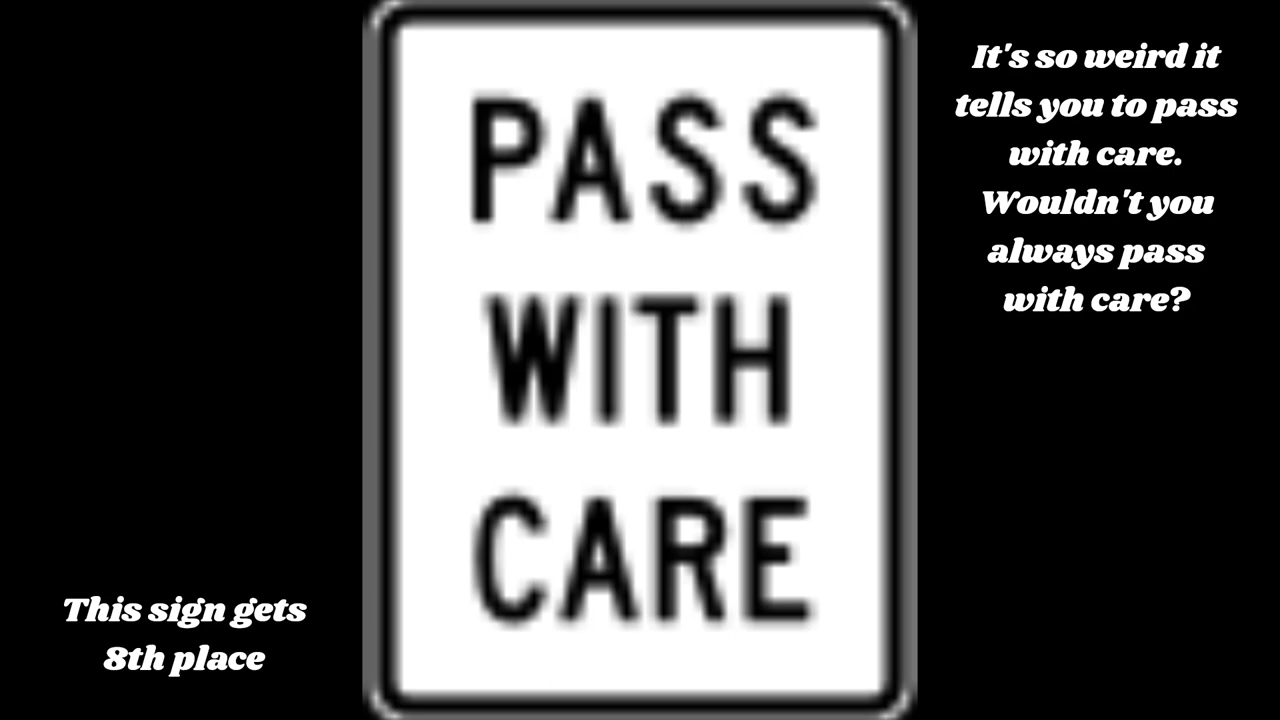 PASS
WITH
CARE
It's so weird it
tells you to pass
with care.
Wouldn't you
always pass
with care?
This sign gets
8th place